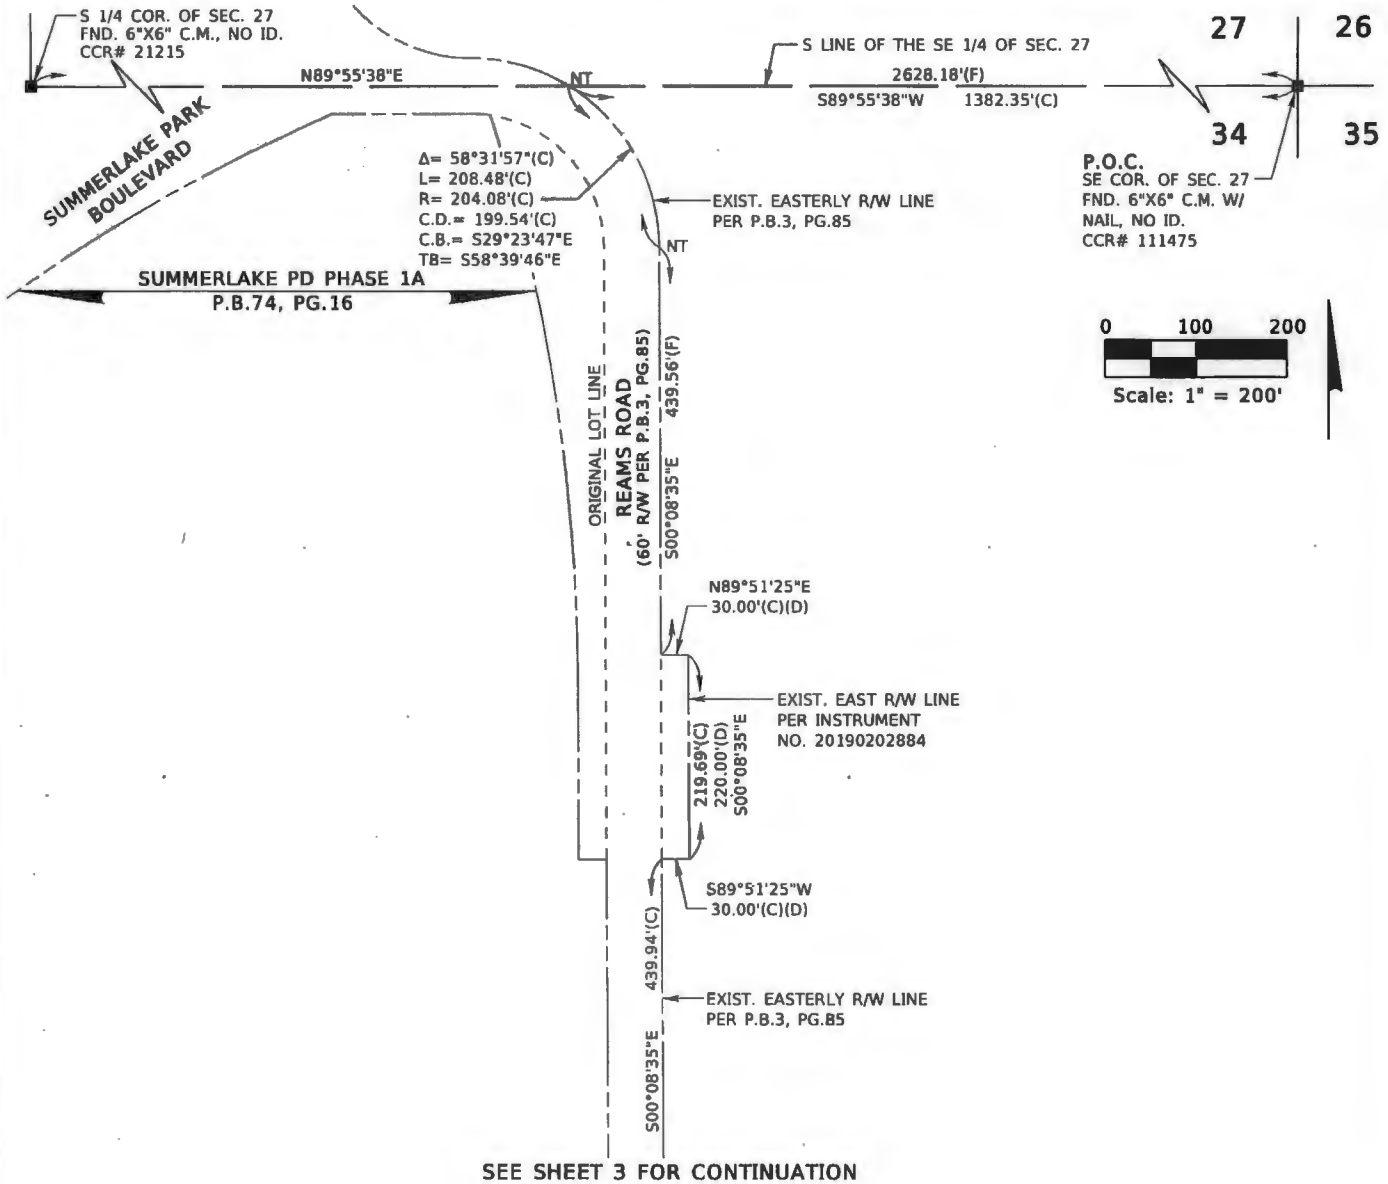 S 1/4 COR. OF SEC. 27
FND. 6"X6" C.M., NO ID.
CCR# 21215
27
26
S LINE OF THE SE 1/4 OF SEC. 27
N89°55'38"E
NT
2628.18'(F)
S89°55'38"W
1382.35'(C)
34
35
SUMMERLAKE PARK
BOULEVARD
Δ= 58°31'57"(C)
L= 208.48'(C)
R= 204.08'(C)
C.D.= 199.54'(C)
C.B.= S29°23'47"E
TB= S58°39'46"E
P.O.C.
SE COR. OF SEC. 27
FND. 6"X6" C.M. W/
NAIL, NO ID.
CCR# 111475
EXIST. EASTERLY R/W LINE
PER P.B.3, PG.85
NT
SUMMERLAKE PD PHASE 1A
P.B.74, PG.16
0 100 200
Scale: 1" = 200'
ORIGINAL LOT LINE
REAMS ROAD
(60' R/W PER P.B.3, PG.85)
439.56'(F)
S00°08'35"E
N89°51'25"E
30.00'(C)(D)
EXIST. EAST R/W LINE
PER INSTRUMENT
NO. 20190202884
219.69'(C)
220.00'(D)
S00°08'35"E
S89°51'25"W
30.00'(C)(D)
439.94'(C)
S00°08'35"E
EXIST. EASTERLY R/W LINE
PER P.B.3, PG.85
SEE SHEET 3 FOR CONTINUATION